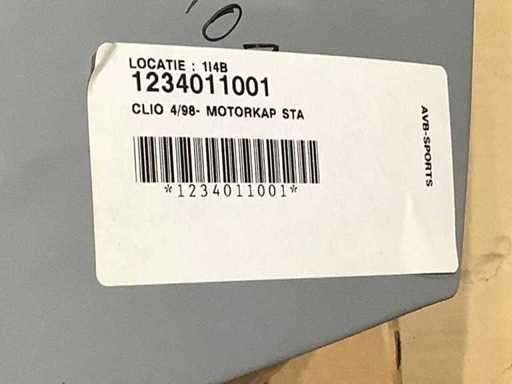 LOCATIE : 1I4B
1234011001
CLIO 4/98- MOTORKAP STA
*1234011001*
AVB-SPORTS